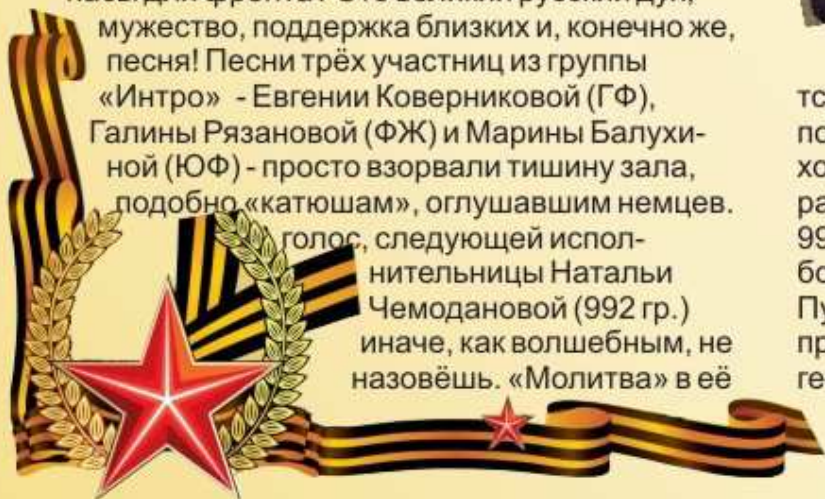 мужество, поддержка близких и, конечно же,
песня! Песни трёх участниц из группы
«Интро» - Евгении Коверниковой (ГФ),
Галины Рязановой (ФЖ) и Марины Балухи-
ной (ЮФ) - просто взорвали тишину зала,
подобно «катюшам», оглушавшим немцев.
голос, следующей испол-
нительницы Натальи
Чемодановой (992 гр.)
иначе, как волшебным, не
назовёшь. «Молитва» в её